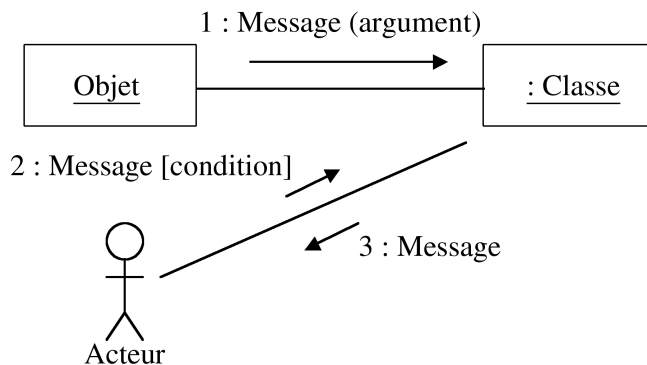 1 : Message (argument)
Objet
: Classe
2 : Message [condition]
3 : Message
Acteur